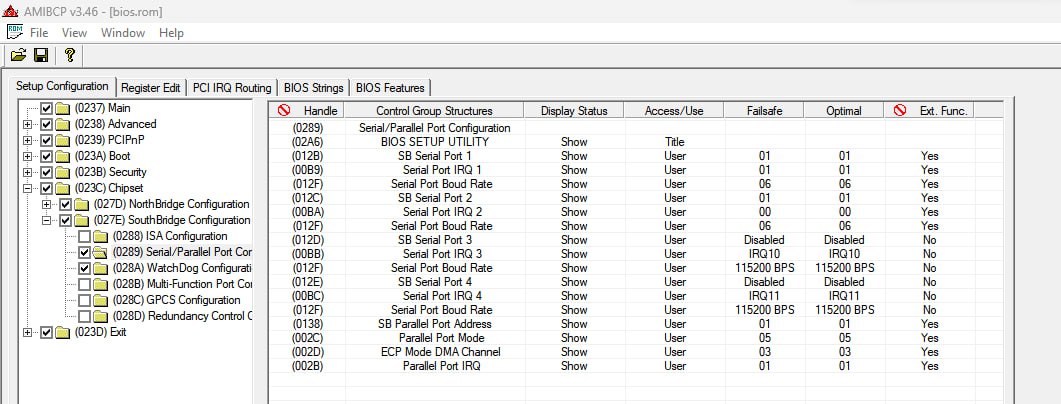 AMIBCP v3.46 - [bios.rom]
ROM File View Window Help
?
Setup Configuration Register Edit PCI IRQ Routing BIOS Strings BIOS Features
(0237) Main
(0238) Advanced
(0239) PCIPnP
(023A) Boot
(023B) Security
(023C) Chipset
(027D) NorthBridge Configuration
(027E) SouthBridge Configuration
(0288) ISA Configuration
(0289) Serial/Parallel Port Cor
(028A) WatchDog Configurati
(028B) Multi-Function Port Co
(028C) GPCS Configuration
(028D) Redundancy Control C
(023D) Exit
Handle Control Group Structures Display Status Access/Use Failsafe Optimal Ext. Func.
(0289) Serial/Parallel Port Configuration
(02A6) BIOS SETUP UTILITY Show Title
(012B) SB Serial Port 1 Show User 01 01 Yes
(00B9) Serial Port IRQ 1 Show User 01 01 Yes
(012F) Serial Port Boud Rate Show User 06 06 Yes
(012C) SB Serial Port 2 Show User 01 01 Yes
(00BA) Serial Port IRQ 2 Show User 00 00 Yes
(012F) Serial Port Boud Rate Show User 06 06 Yes
(012D) SB Serial Port 3 Show User Disabled Disabled No
(00BB) Serial Port IRQ 3 Show User IRQ10 IRQ10 No
(012F) Serial Port Boud Rate Show User 115200 BPS 115200 BPS No
(012E) SB Serial Port 4 Show User Disabled Disabled No
(00BC) Serial Port IRQ 4 Show User IRQ11 IRQ11 No
(012F) Serial Port Boud Rate Show User 115200 BPS 115200 BPS No
(0138) SB Parallel Port Address Show User 01 01 Yes
(002C) Parallel Port Mode Show User 05 05 Yes
(002D) ECP Mode DMA Channel Show User 03 03 Yes
(002B) Parallel Port IRQ Show User 01 01 Yes